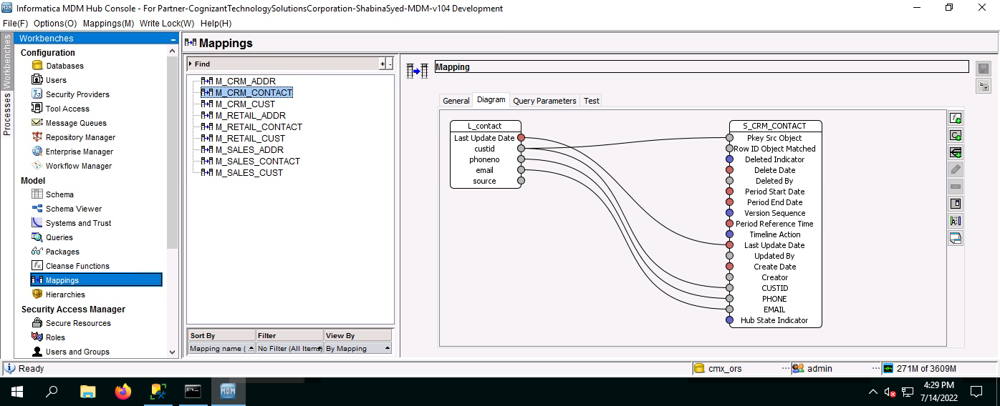 Informatica MDM Hub Console - For Partner-CognizantTechnologySolutionsCorporation-ShabinaSyed-MDM-v104 Development
File(F) Options(O) Mappings(M) Write Lock(W) Help(H)
Workbenches
Processes
Workbenches
Configuration
Databases
Users
Security Providers
Tool Access
Message Queues
Repository Manager
Enterprise Manager
Workflow Manager
Model
Schema
Schema Viewer
Systems and Trust
Queries
Packages
Cleanse Functions
Mappings
Hierarchies
Security Access Manager
Secure Resources
Roles
Users and Groups
Mappings
Find
M_CRM_ADDR
M_CRM_CONTACT
M_CRM_CUST
M_RETAIL_ADDR
M_RETAIL_CONTACT
M_RETAIL_CUST
M_SALES_ADDR
M_SALES_CONTACT
M_SALES_CUST
Sort By Filter View By
Mapping name ( No Filter (All Items) By Mapping
Mapping
General Diagram Query Parameters Test
L_contact
Last Update Date
custid
phoneno
email
source
S_CRM_CONTACT
Pkey Src Object
Row ID Object Matched
Deleted Indicator
Delete Date
Deleted By
Period Start Date
Period End Date
Version Sequence
Period Reference Time
Timeline Action
Last Update Date
Updated By
Create Date
Creator
CUSTID
PHONE
EMAIL
Hub State Indicator
Ready
cmx_ors ... admin ... 271M of 3609M
MDM
4:29 PM
7/14/2022